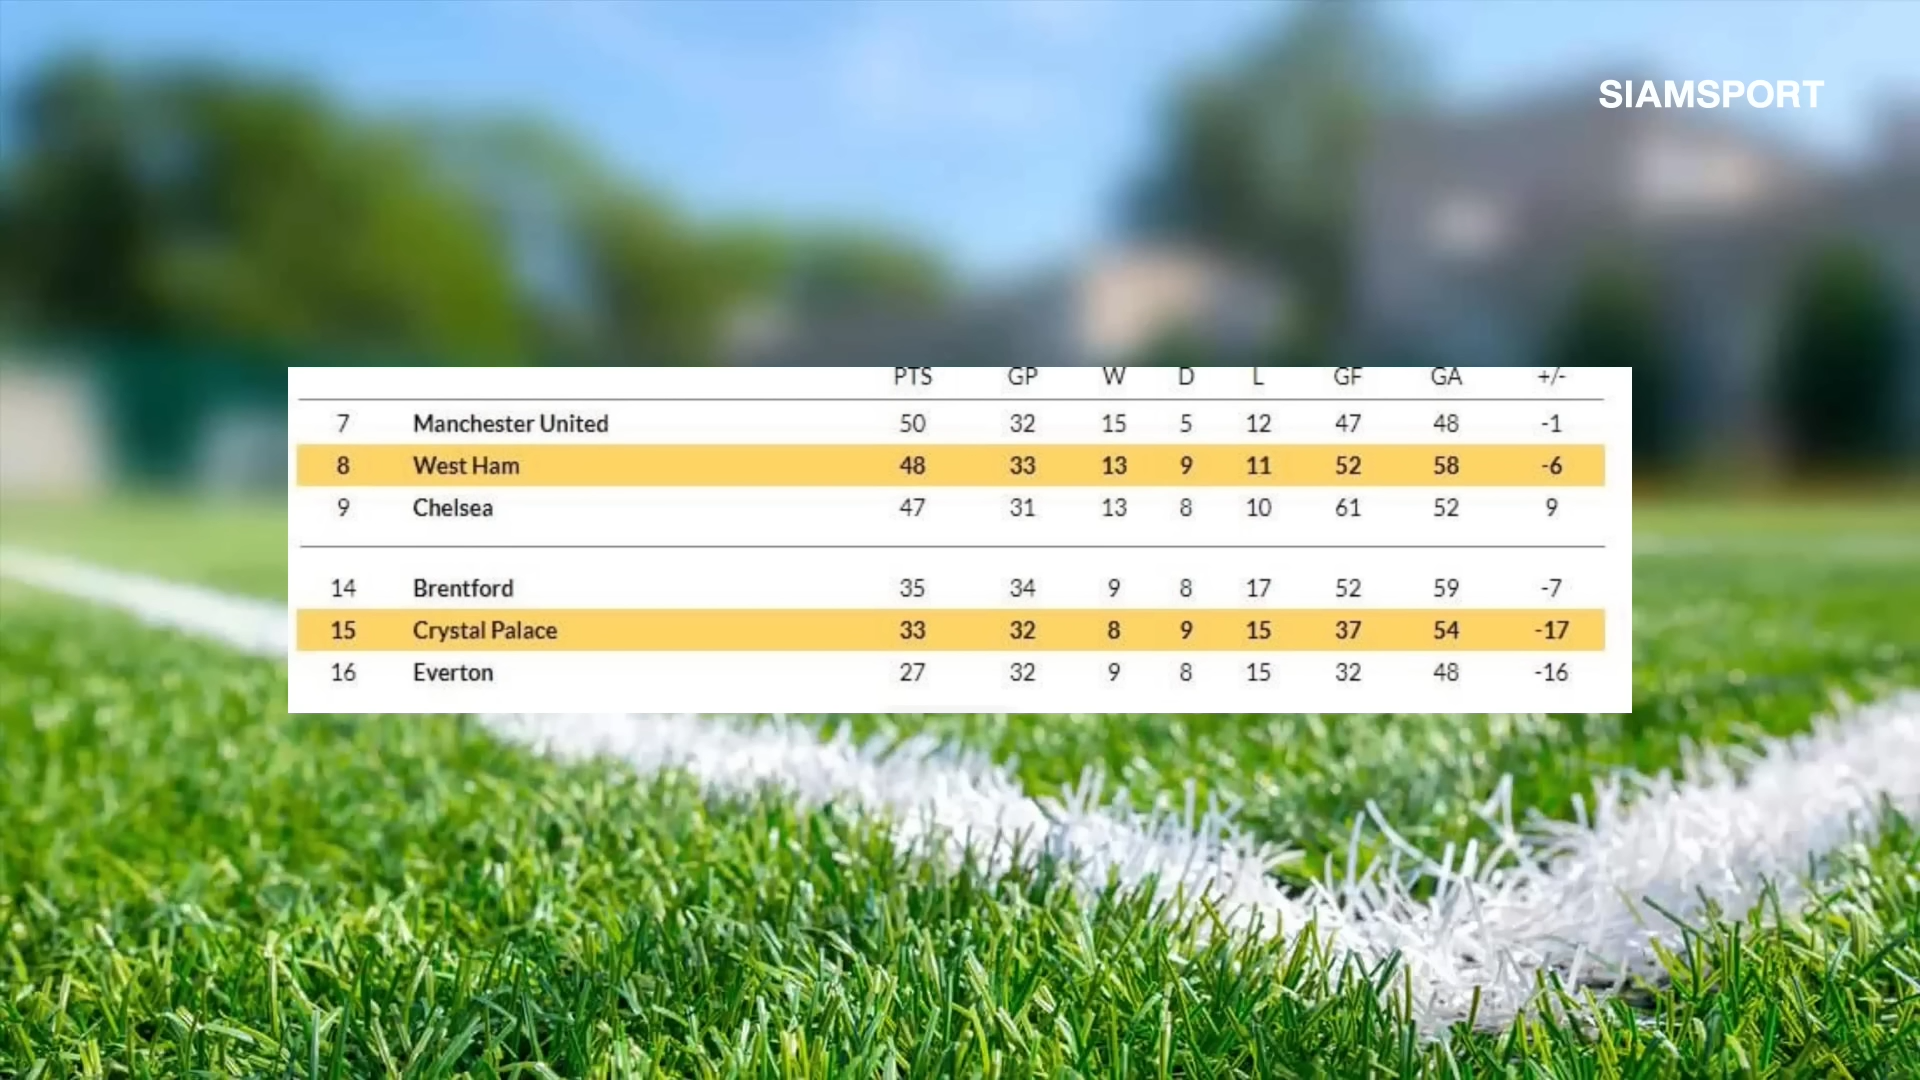 SIAMSPORT
PTS GP W D L GF GA +/-
7 Manchester United 50 32 15 5 12 47 48 -1
8 West Ham 48 33 13 9 11 52 58 -6
9 Chelsea 47 31 13 8 10 61 52 9
14 Brentford 35 34 9 8 17 52 59 -7
15 Crystal Palace 33 32 8 9 15 37 54 -17
16 Everton 27 32 9 8 15 32 48 -16